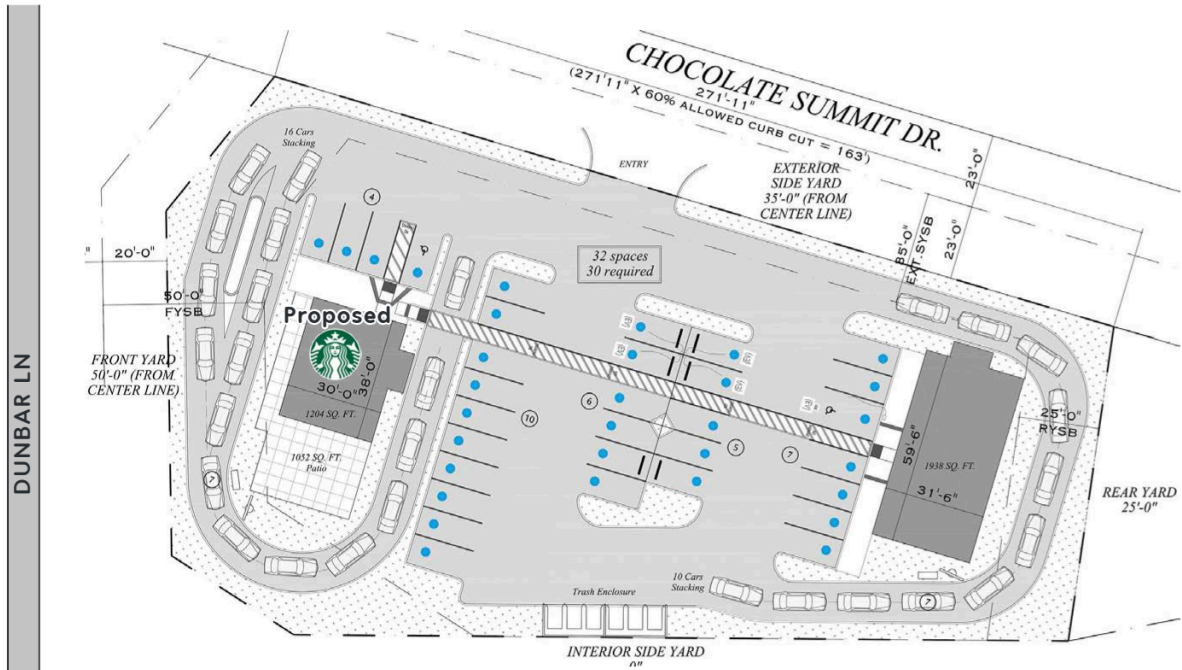 CHOCOLATE SUMMIT DR.
271'-11"
(271'11" X 60% ALLOWED CURB CUT = 163')
16 Cars
Stacking
ENTRY
EXTERIOR
SIDE YARD
35'-0" (FROM
CENTER LINE)
23'-0"
23'-0"
EXT. SYSB
4
32 spaces
30 required
20'-0"
50'-0"
FYSB
Proposed
FRONT YARD
50'-0" (FROM
CENTER LINE)
DUNBAR LN
30'-0"
38'-0"
1204 SQ. FT.
1052 SQ. FT.
Patio
7
10
6
5
7
59'-6"
1938 SQ. FT.
31'-6"
25'-0"
RYSB
REAR YARD
25'-0"
10 Cars
Stacking
7
Trash Enclosure
INTERIOR SIDE YARD